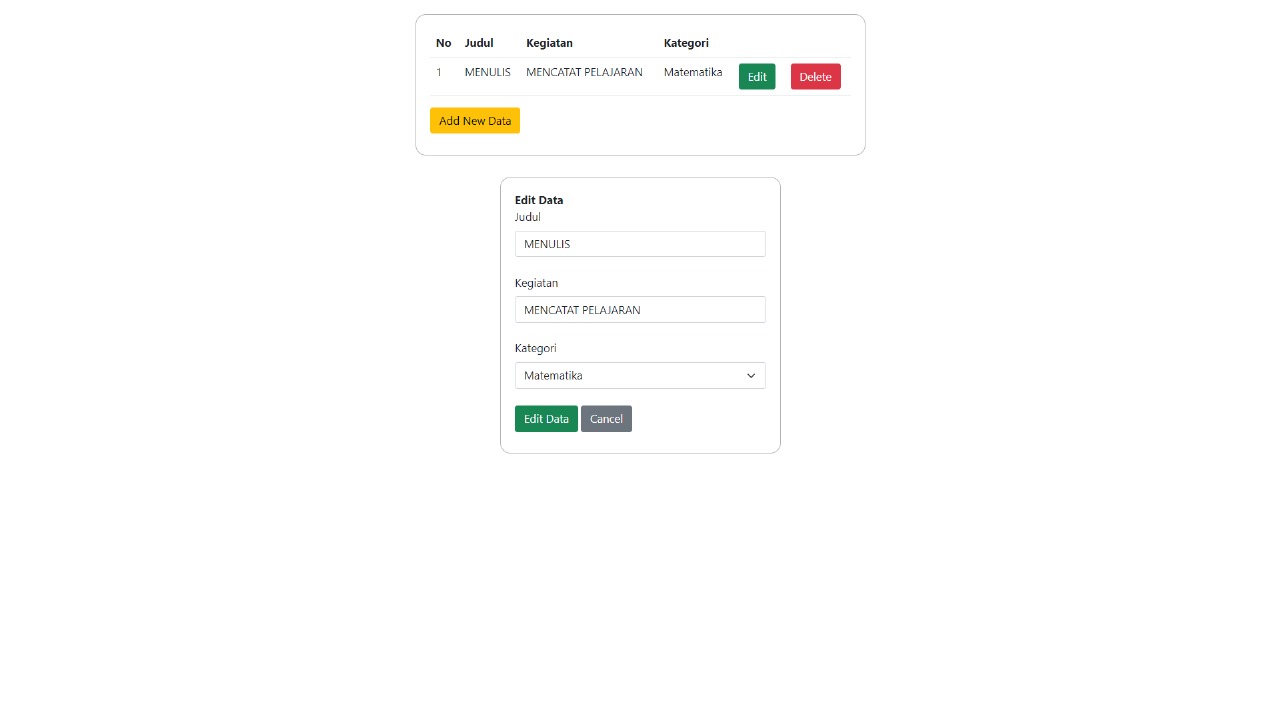 No Judul Kegiatan Kategori
1 MENULIS MENCATAT PELAJARAN Matematika Edit Delete
Add New Data
Edit Data
Judul
MENULIS
Kegiatan
MENCATAT PELAJARAN
Kategori
Matematika
Edit Data Cancel